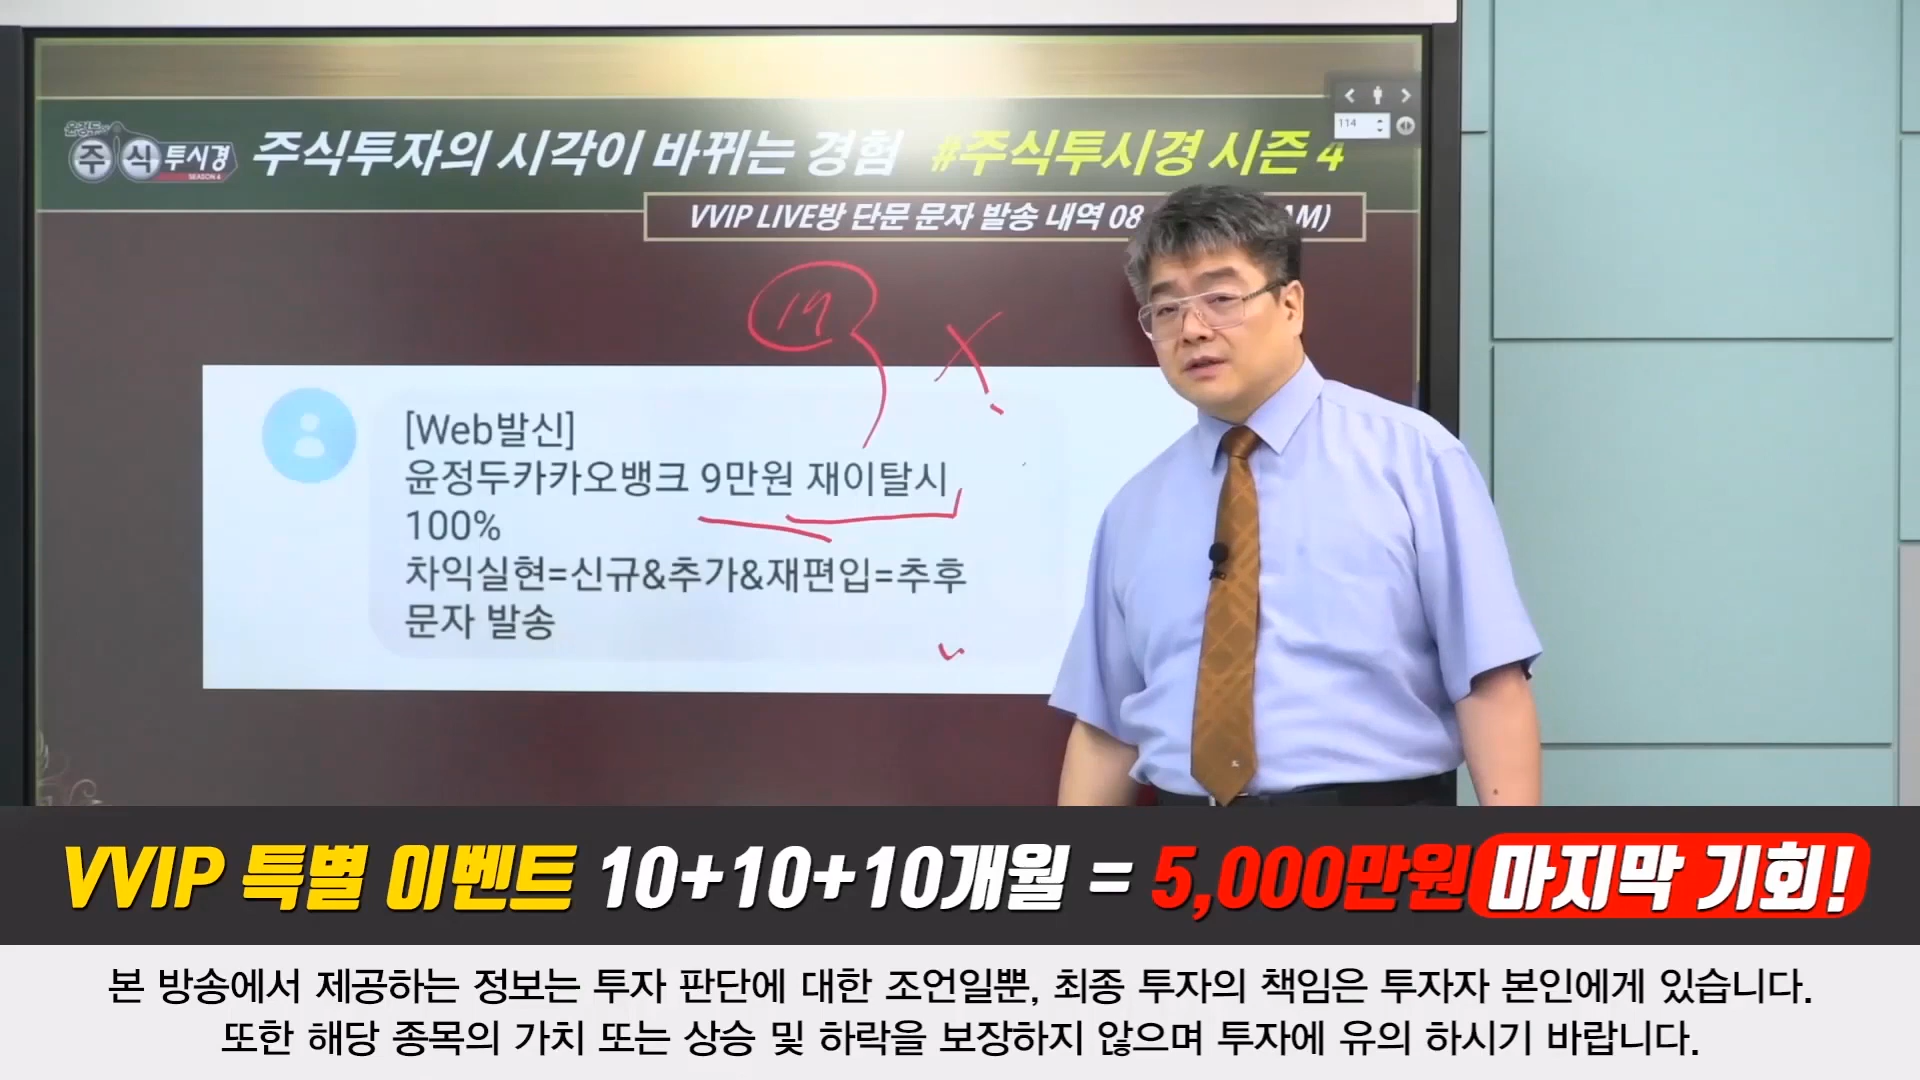 114
윤정두의
주식투시경
SEASON 4
주식투자의 시각이 바뀌는 경험 #주식투시경 시즌 4
VVIP LIVE방 단문 문자 발송 내역 08 AM)
[Web발신]
윤정두카카오뱅크 9만원 재이탈시
100%
차익실현=신규&추가&재편입=추후
문자 발송
VVIP 특별 이벤트 10+10+10개월 = 5,000만원 마지막 기회!
본 방송에서 제공하는 정보는 투자 판단에 대한 조언일뿐, 최종 투자의 책임은 투자자 본인에게 있습니다.
또한 해당 종목의 가치 또는 상승 및 하락을 보장하지 않으며 투자에 유의 하시기 바랍니다.